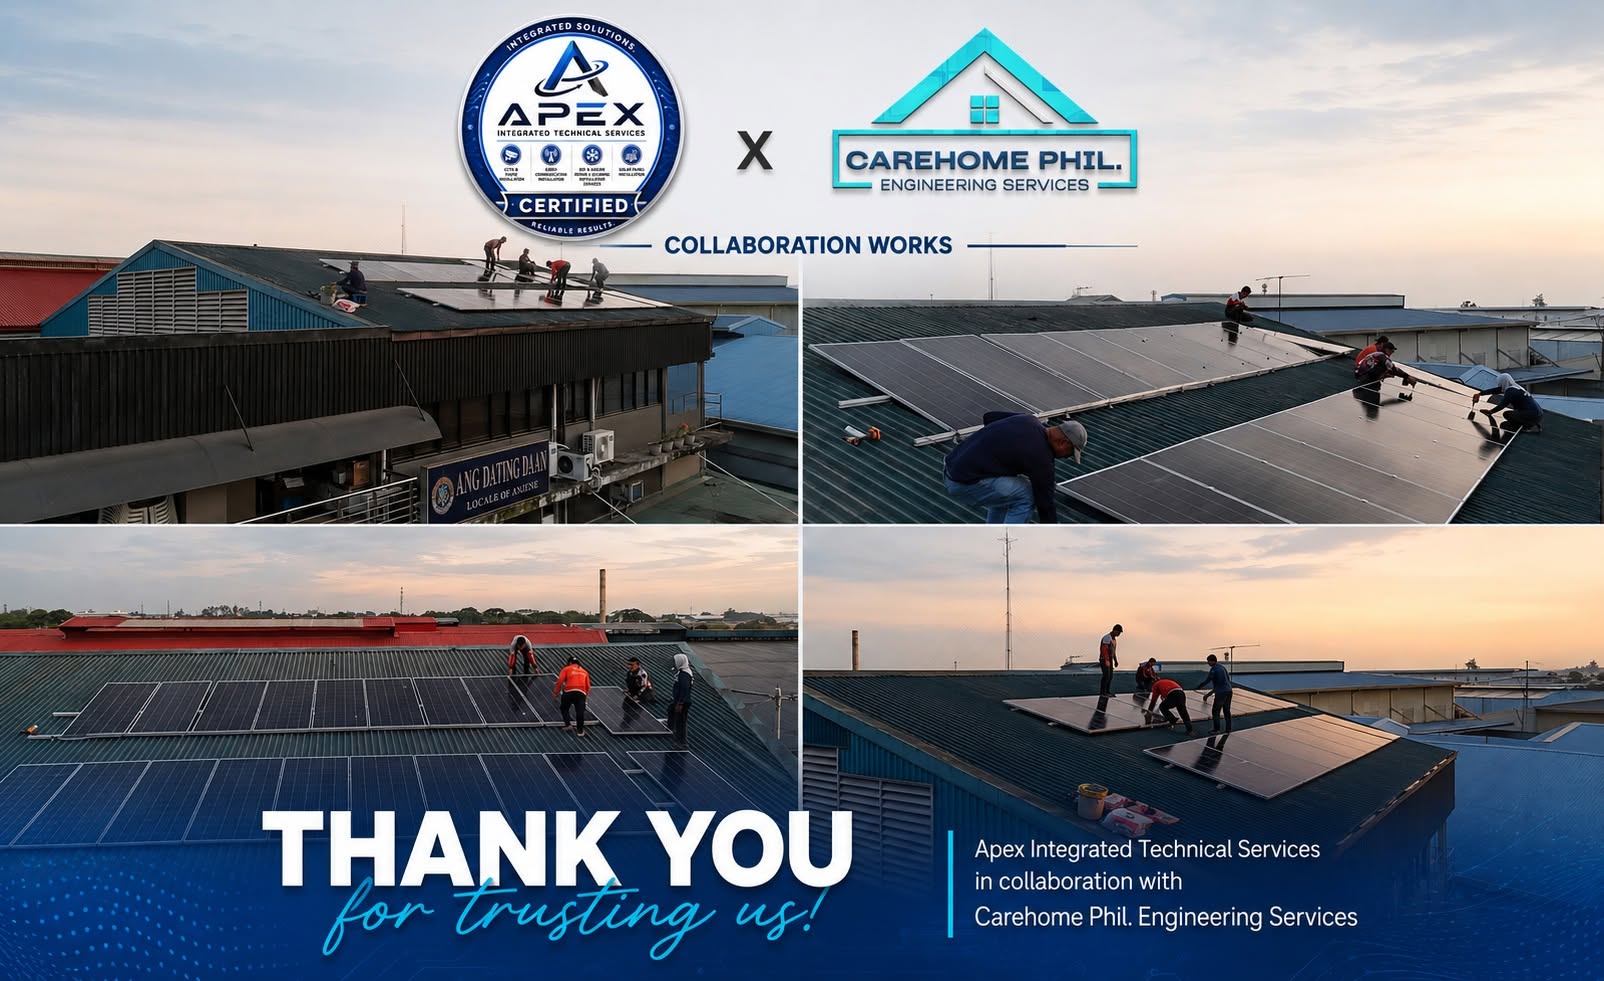 INTEGRATED SOLUTIONS.
APEX
INTEGRATED TECHNICAL SERVICES
CERTIFIED
RELIABLE RESULTS.
X
CAREHOME PHIL.
ENGINEERING SERVICES
COLLABORATION WORKS
ANG DATING DAAN
LOCALE OF
THANK YOU
for trusting us!
Apex Integrated Technical Services
in collaboration with
Carehome Phil. Engineering Services